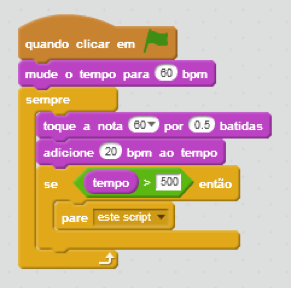 quando clicar em
mude o tempo para 60 bpm
sempre
toque a nota 60 por 0.5 batidas
adicione 20 bpm ao tempo
se tempo > 500 então
pare este script